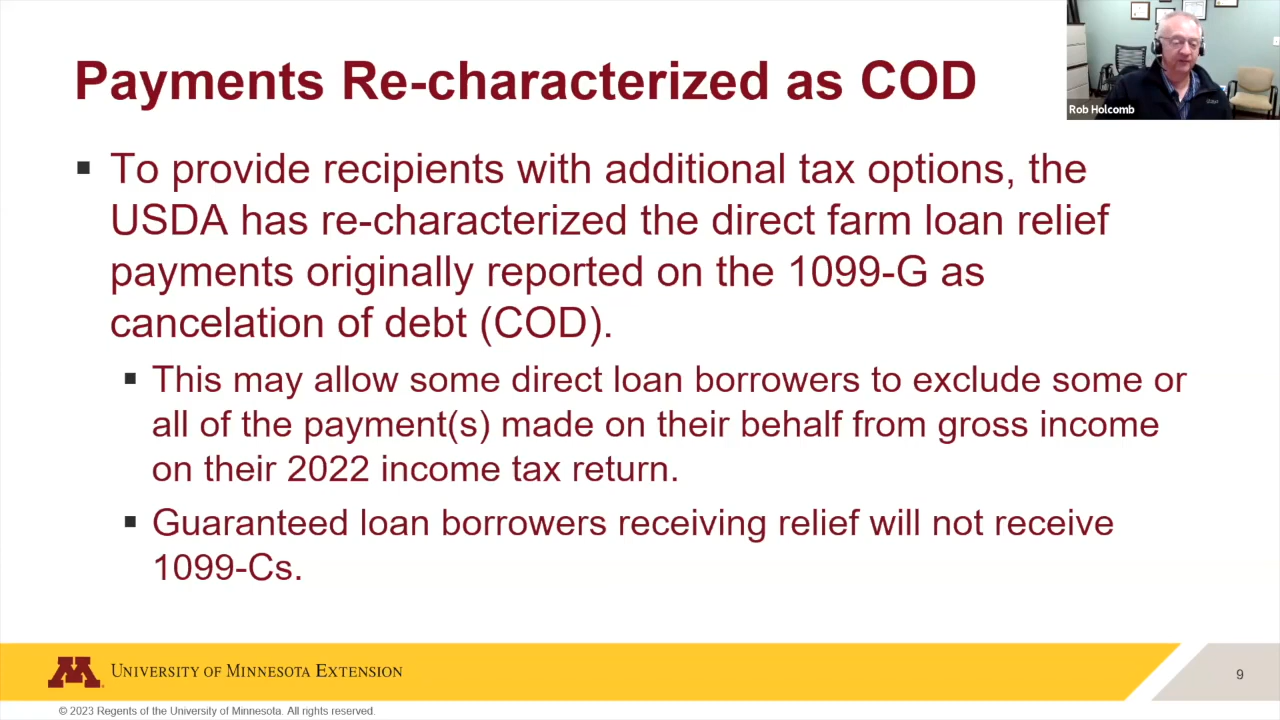 Payments Re-characterized as COD
Rob Holcomb
To provide recipients with additional tax options, the
USDA has re-characterized the direct farm loan relief
payments originally reported on the 1099-G as
cancelation of debt (COD).
This may allow some direct loan borrowers to exclude some or
all of the payment(s) made on their behalf from gross income
on their 2022 income tax return.
Guaranteed loan borrowers receiving relief will not receive
1099-Cs.
M
UNIVERSITY OF MINNESOTA EXTENSION
9
© 2023 Regents of the University of Minnesota. All rights reserved.